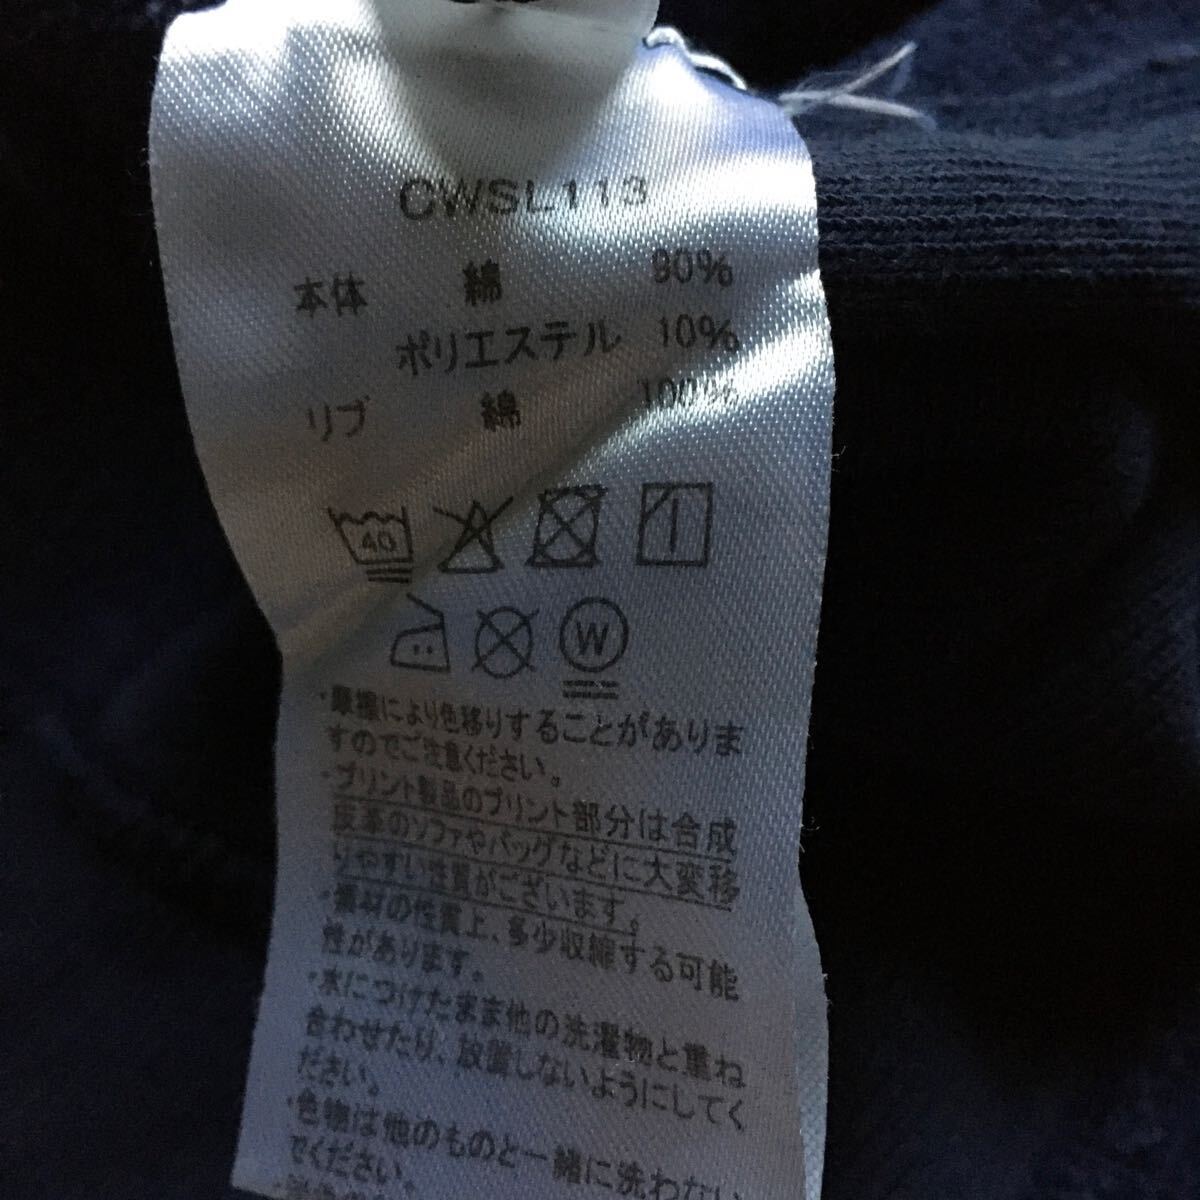 CWSL113
本体 綿 90%
ポリエステル 10%
リブ 綿 100%
40
W
・摩擦により色移りすることがありま
すのでご注意ください。
・プリント製品のプリント部分は合成
皮革のソファやバッグなどに大変移
りやすい性質がございます。
・素材の性質上、多少収縮する可能
性があります。
・水につけたまま他の洗濯物と重ね
合わせたり、放置しないようにしてく
ださい。
・色物は他のものと一緒に洗わない
でください。